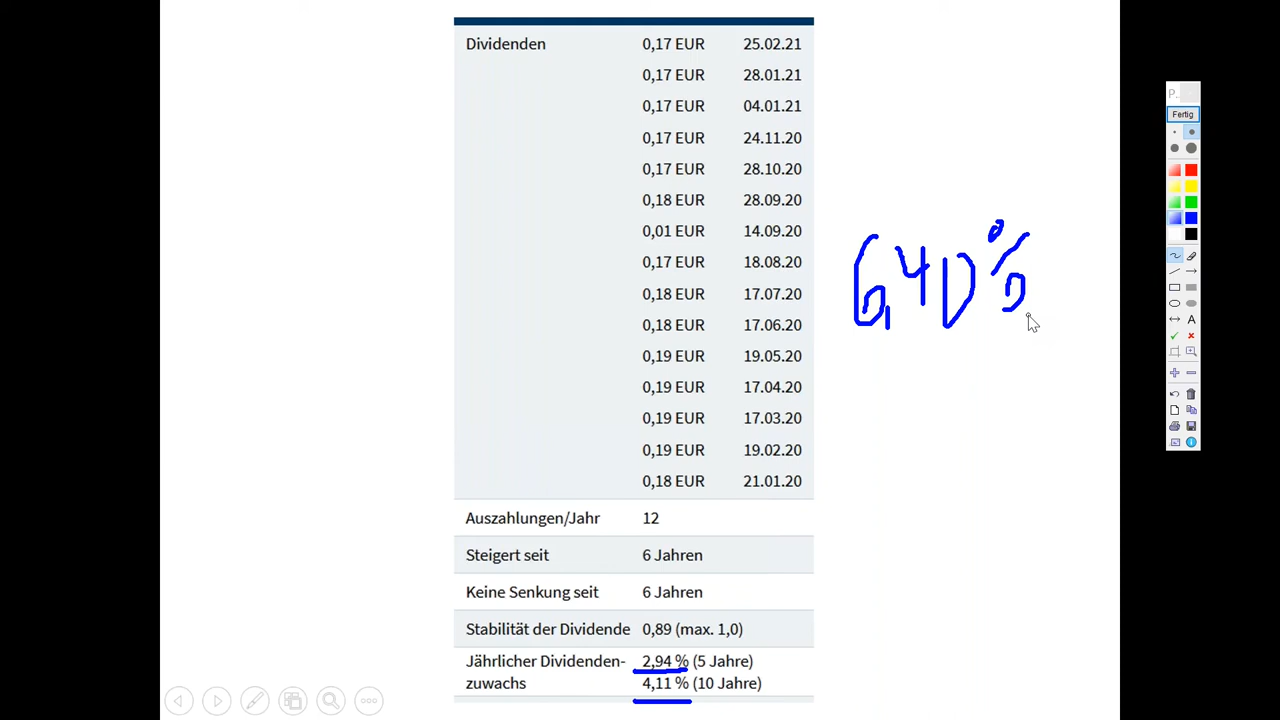 Dividenden 0,17 EUR 25.02.21
0,17 EUR 28.01.21
0,17 EUR 04.01.21
0,17 EUR 24.11.20
0,17 EUR 28.10.20
0,18 EUR 28.09.20
0,01 EUR 14.09.20
0,17 EUR 18.08.20
0,18 EUR 17.07.20
0,18 EUR 17.06.20
0,19 EUR 19.05.20
0,19 EUR 17.04.20
0,19 EUR 17.03.20
0,19 EUR 19.02.20
0,18 EUR 21.01.20
Auszahlungen/Jahr 12
Steigert seit 6 Jahren
Keine Senkung seit 6 Jahren
Stabilität der Dividende 0,89 (max. 1,0)
Jährlicher Dividenden- 2,94 % (5 Jahre)
zuwachs 4,11 % (10 Jahre)
6,40 %
P.
Fertig
A